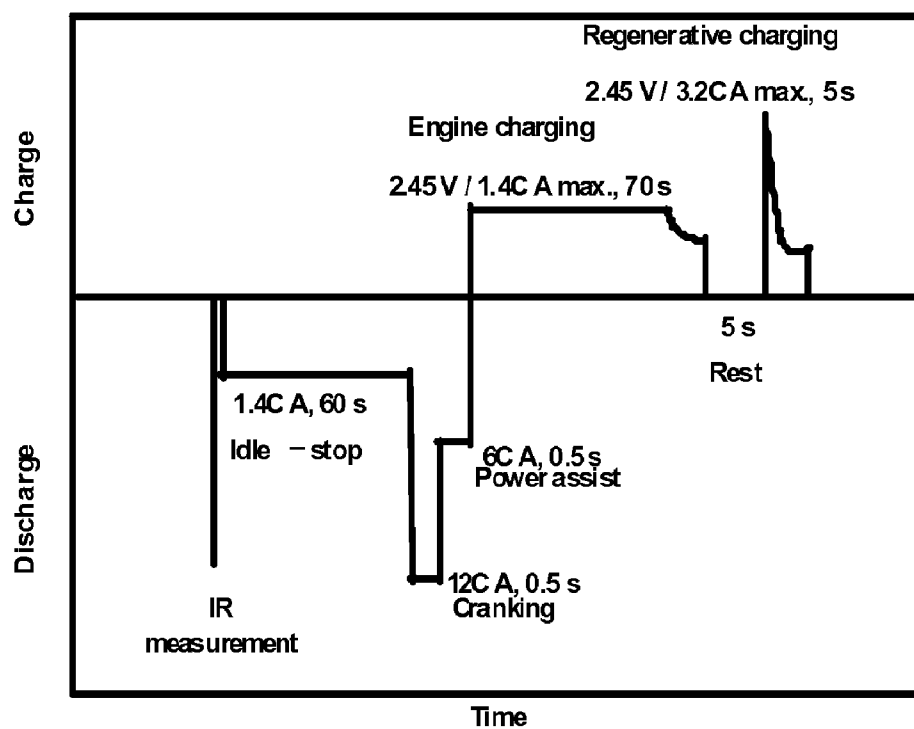 Regenerative charging
2.45 V / 3.2C A max., 5 s
Engine charging
2.45 V / 1.4C A max., 70 s
Charge
5 s
Rest
1.4C A, 60 s
Idle – stop
6C A, 0.5 s
Power assist
12C A, 0.5 s
Cranking
IR
measurement
Discharge
Time